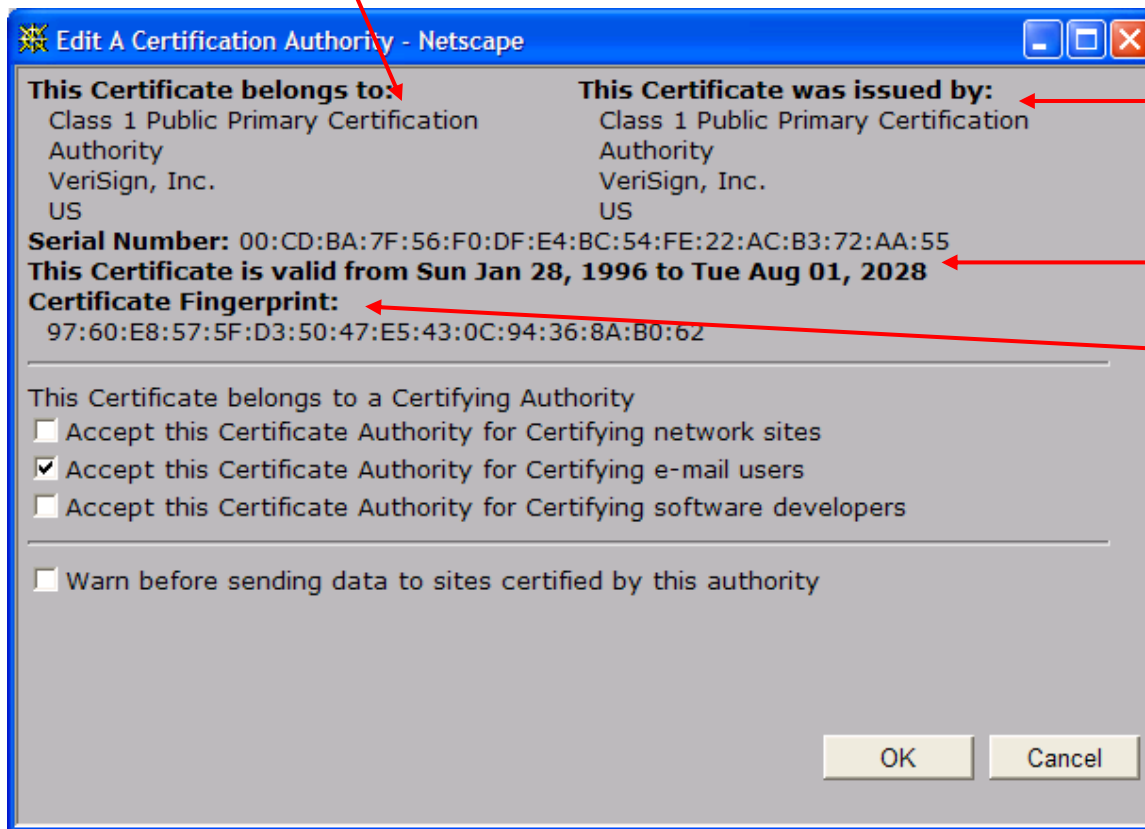 Edit A Certification Authority - Netscape
This Certificate belongs to:
Class 1 Public Primary Certification
Authority
VeriSign, Inc.
US
This Certificate was issued by:
Class 1 Public Primary Certification
Authority
VeriSign, Inc.
US
Serial Number: 00:CD:BA:7F:56:F0:DF:E4:BC:54:FE:22:AC:B3:72:AA:55
This Certificate is valid from Sun Jan 28, 1996 to Tue Aug 01, 2028
Certificate Fingerprint:
97:60:E8:57:5F:D3:50:47:E5:43:0C:94:36:8A:B0:62
This Certificate belongs to a Certifying Authority
Accept this Certificate Authority for Certifying network sites
Accept this Certificate Authority for Certifying e-mail users
Accept this Certificate Authority for Certifying software developers
Warn before sending data to sites certified by this authority
OK
Cancel